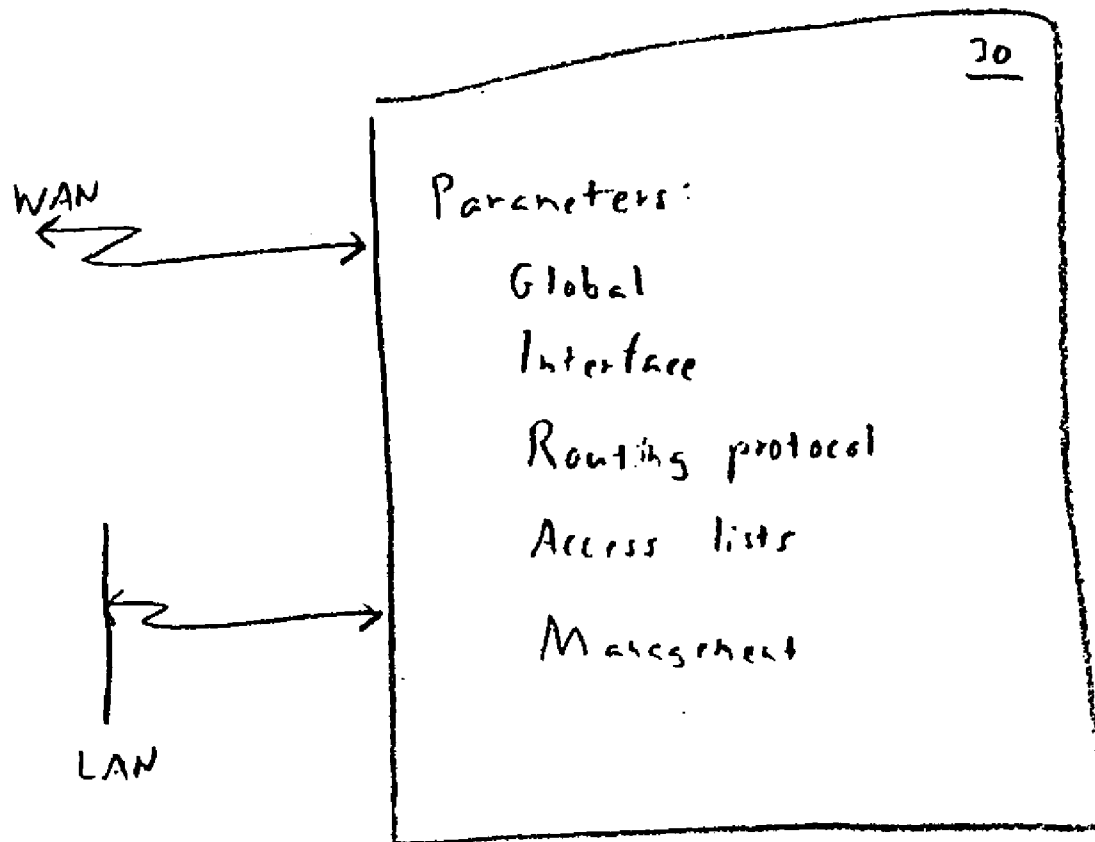 30
WAN
Parameters:
Global
Interface
Routing protocol
Access lists
Management
LAN